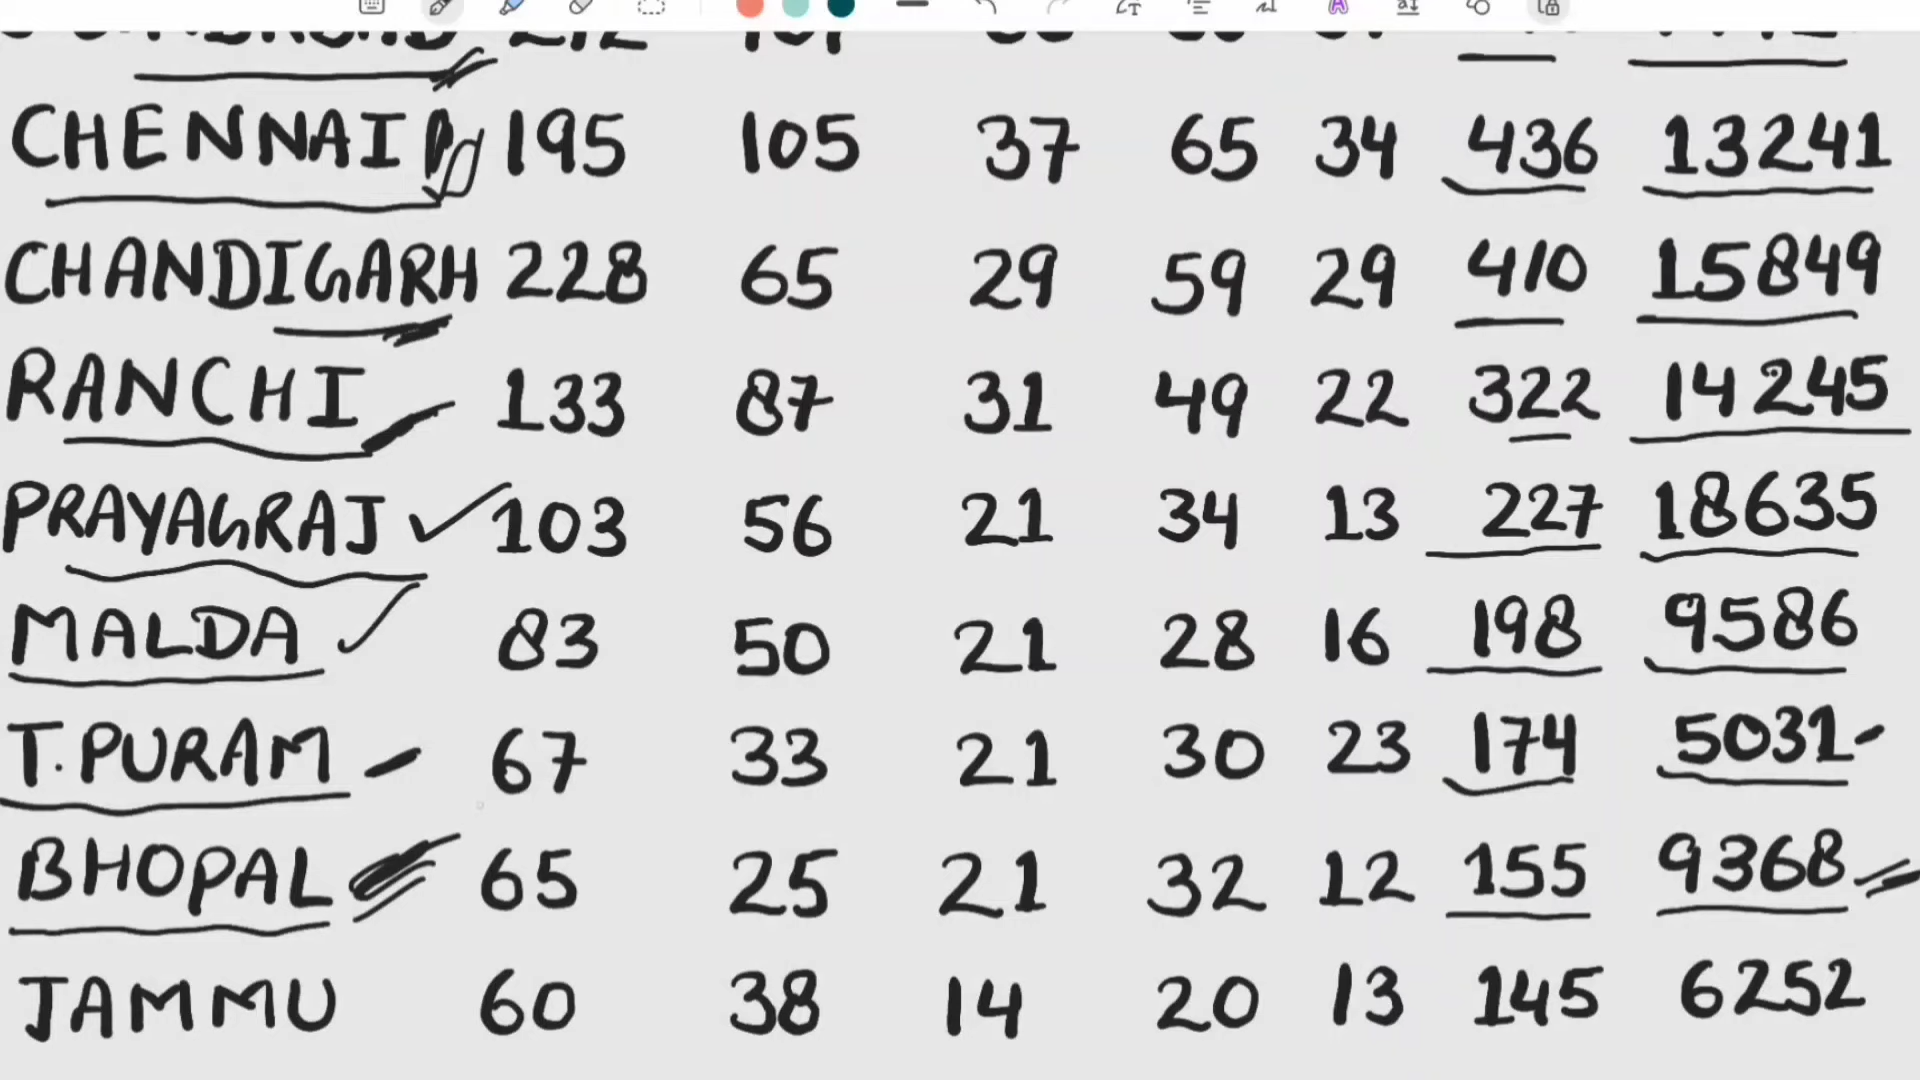 CHENNAI 195 105 37 65 34 436 13241
CHANDIGARH 228 65 29 59 29 410 15849
RANCHI 133 87 31 49 22 322 14245
PRAYAGRAJ 103 56 21 34 13 227 18635
MALDA 83 50 21 28 16 198 9586
T.PURAM 67 33 21 30 23 174 5031
BHOPAL 65 25 21 32 12 155 9368
JAMMU 60 38 14 20 13 145 6252